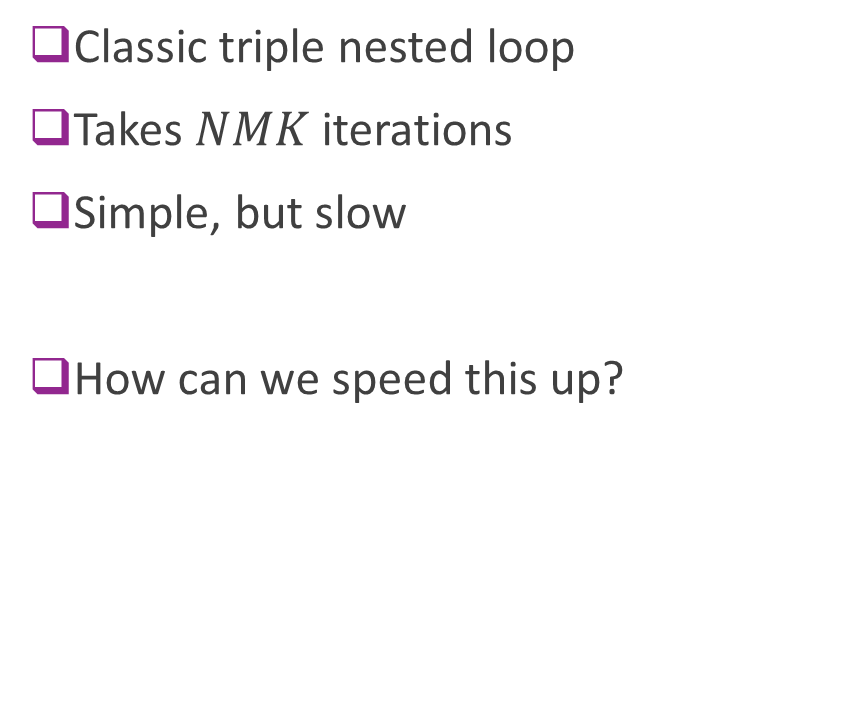 ❑Classic triple nested loop
❑Takes 𝑁𝑀𝐾 iterations
❑Simple, but slow
❑How can we speed this up?